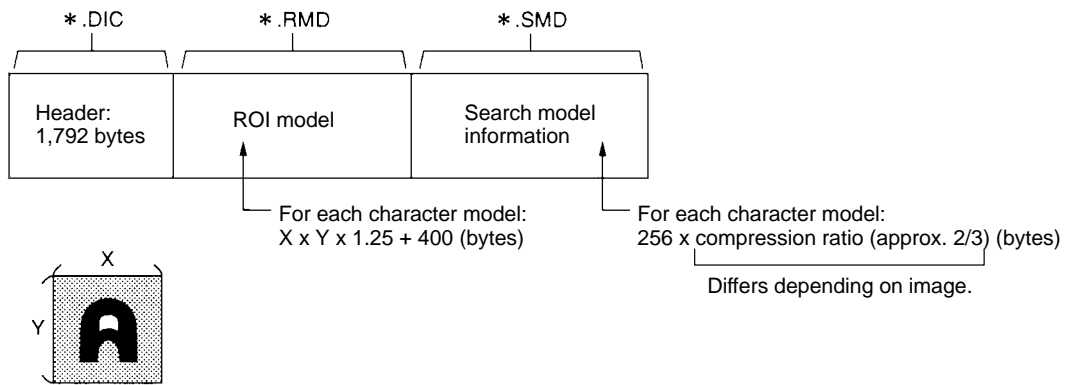 *.DIC *.RMD *.SMD
Header:
1,792 bytes
ROI model
Search model
information
For each character model:
X x Y x 1.25 + 400 (bytes)
For each character model:
256 x compression ratio (approx. 2/3) (bytes)
Differs depending on image.
X
Y
A